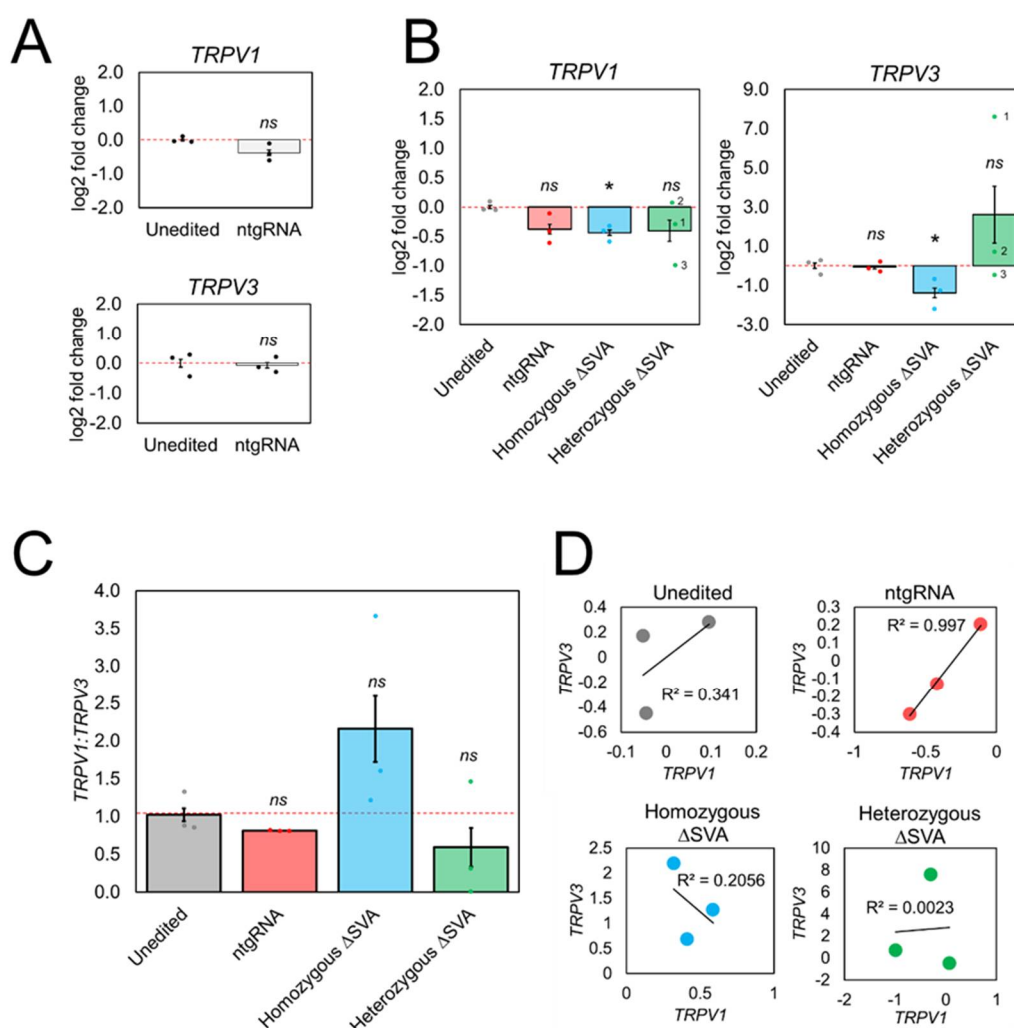 A
TRPV1
log2 fold change
2.0
1.0
0.0
-1.0
-2.0
ns
Unedited
ntgRNA
TRPV3
log2 fold change
2.0
1.0
0.0
-1.0
-2.0
ns
Unedited
ntgRNA
B
TRPV1
log2 fold change
2.0
1.5
1.0
0.5
0.0
-0.5
-1.0
-1.5
-2.0
ns
*
ns
2
1
3
Unedited
ntgRNA
Homozygous ΔSVA
Heterozygous ΔSVA
TRPV3
log2 fold change
9.0
7.0
5.0
3.0
1.0
-1.0
-3.0
ns
*
ns
1
2
3
Unedited
ntgRNA
Homozygous ΔSVA
Heterozygous ΔSVA
C
TRPV1:TRPV3
4.0
3.5
3.0
2.5
2.0
1.5
1.0
0.5
0.0
ns
ns
ns
Unedited
ntgRNA
Homozygous ΔSVA
Heterozygous ΔSVA
D
Unedited
TRPV3
0.4
0.2
0
-0.2
-0.4
-0.6
R² = 0.341
-0.1 0 0.1 0.2
TRPV1
ntgRNA
TRPV3
0.3
0.2
0.1
0
-0.1
-0.2
-0.3
-0.4
R² = 0.997
-1 -0.5 0
TRPV1
Homozygous
ΔSVA
TRPV3
2.5
2
1.5
1
0.5
0
R² = 0.2056
0 0.5 1
TRPV1
Heterozygous
ΔSVA
TRPV3
10
8
6
4
2
0
-2
R² = 0.0023
-2 -1 0 1
TRPV1